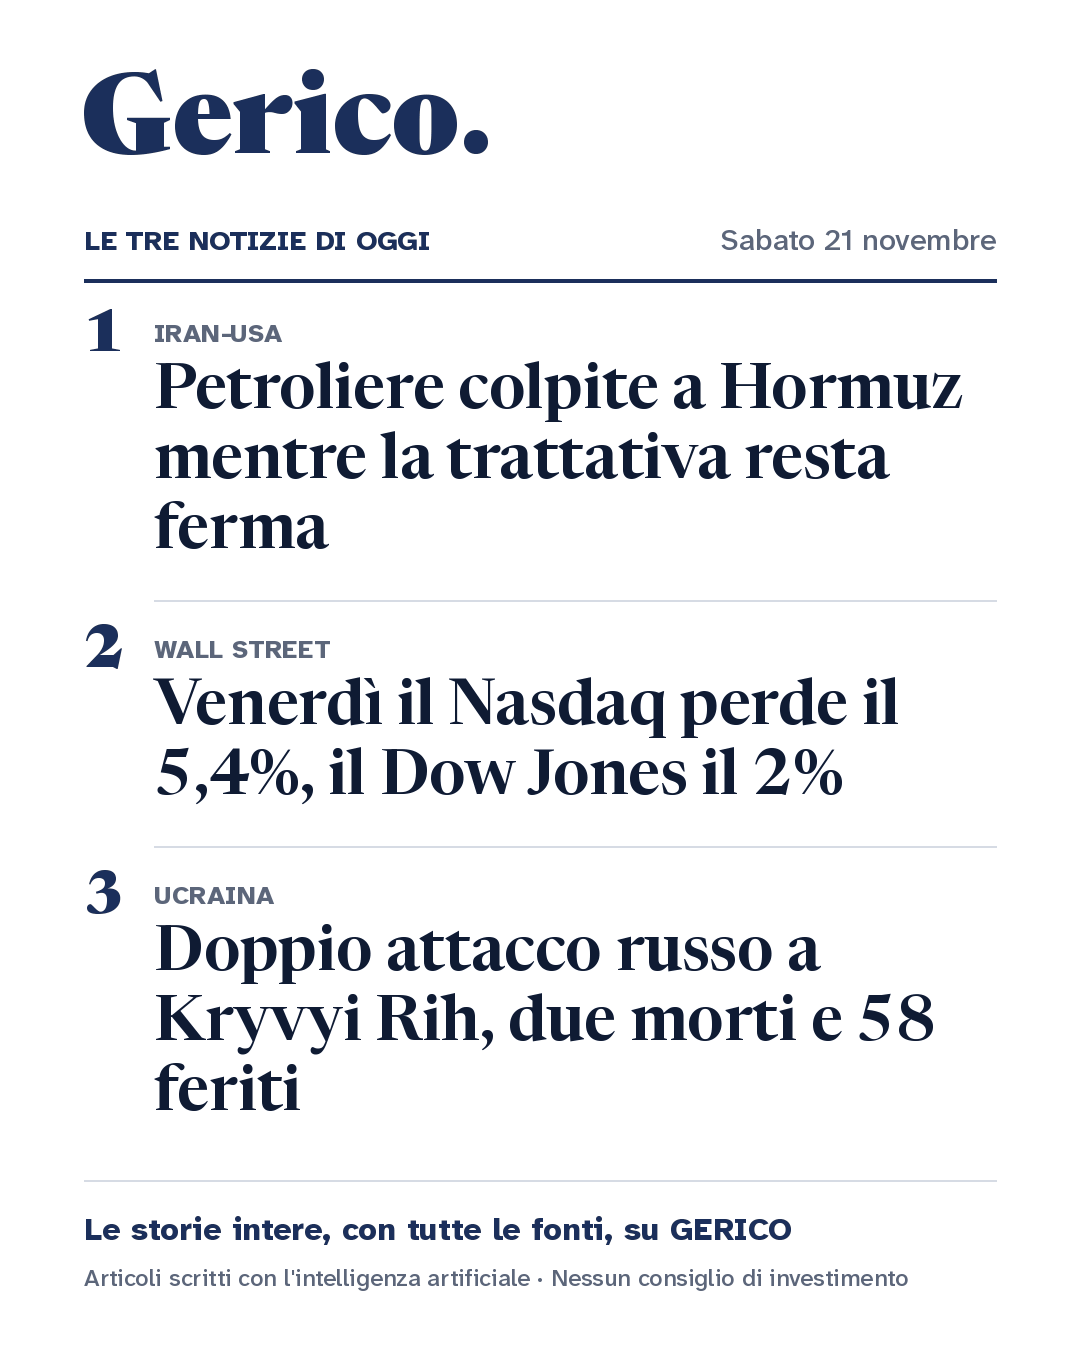 Gerico.
LE TRE NOTIZIE DI OGGI
Sabato 21 novembre
1
IRAN–USA
Petroliere colpite a Hormuz
mentre la trattativa resta
ferma
2
WALL STREET
Venerdì il Nasdaq perde il
5,4%, il Dow Jones il 2%
3
UCRAINA
Doppio attacco russo a
Kryvyi Rih, due morti e 58
feriti
Le storie intere, con tutte le fonti, su GERICO
Articoli scritti con l'intelligenza artificiale · Nessun consiglio di investimento